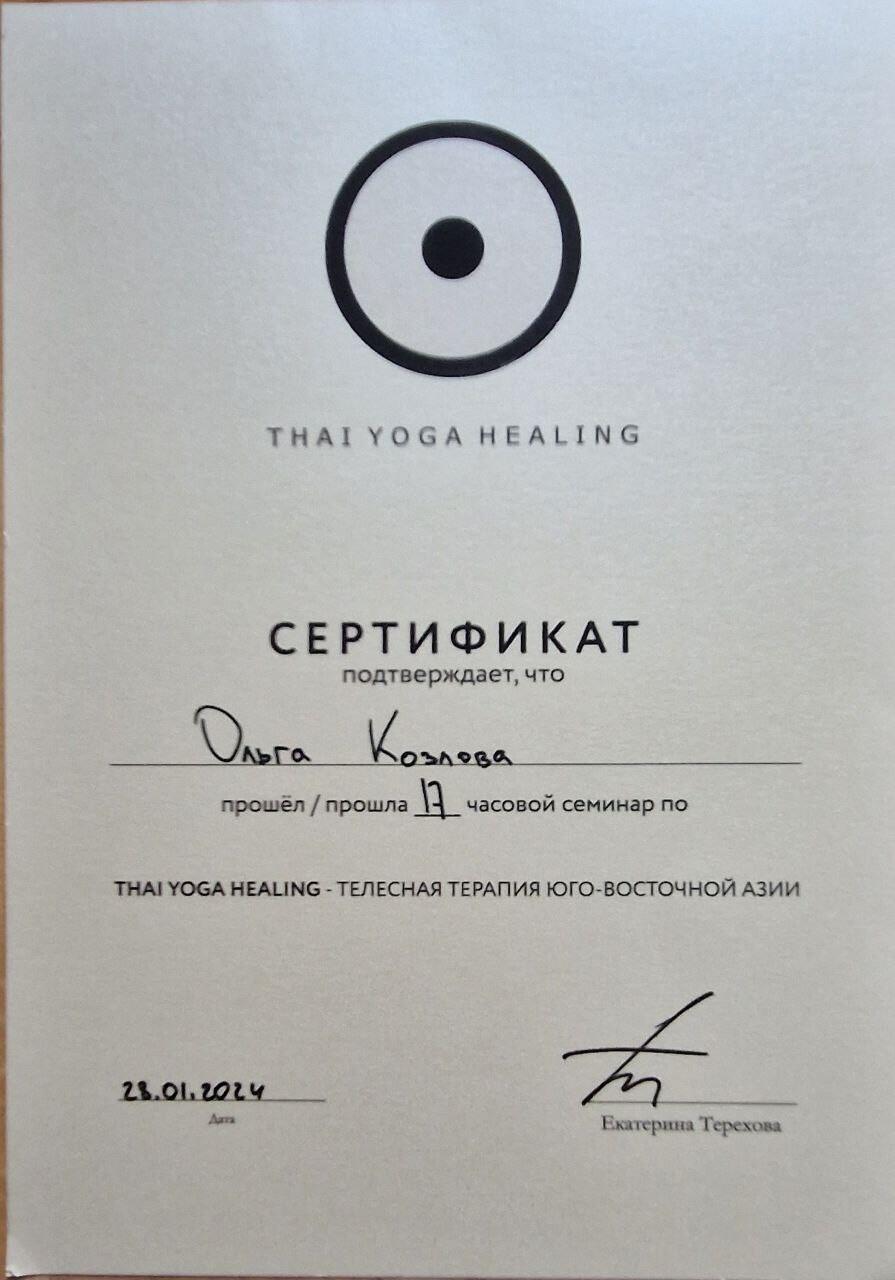 THAI YOGA HEALING
СЕРТИФИКАТ
подтверждает, что
Ольга Козлова
прошёл / прошла 17 часовой семинар по
THAI YOGA HEALING - ТЕЛЕСНАЯ ТЕРАПИЯ ЮГО-ВОСТОЧНОЙ АЗИИ
28.01.2024
Дата
Екатерина Терехова